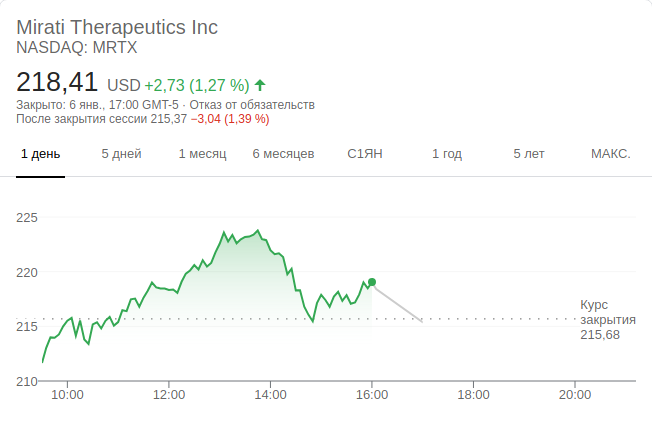 Mirati Therapeutics Inc
NASDAQ: MRTX
218,41 USD +2,73 (1,27 %)
Закрыто: 6 янв., 17:00 GMT-5 · Отказ от обязательств
После закрытия сессии 215,37 −3,04 (1,39 %)
1 день 5 дней 1 месяц 6 месяцев С1ЯН 1 год 5 лет МАКС.
225
220
215
210
Курс
закрытия
215,68
10:00 12:00 14:00 16:00 18:00 20:00